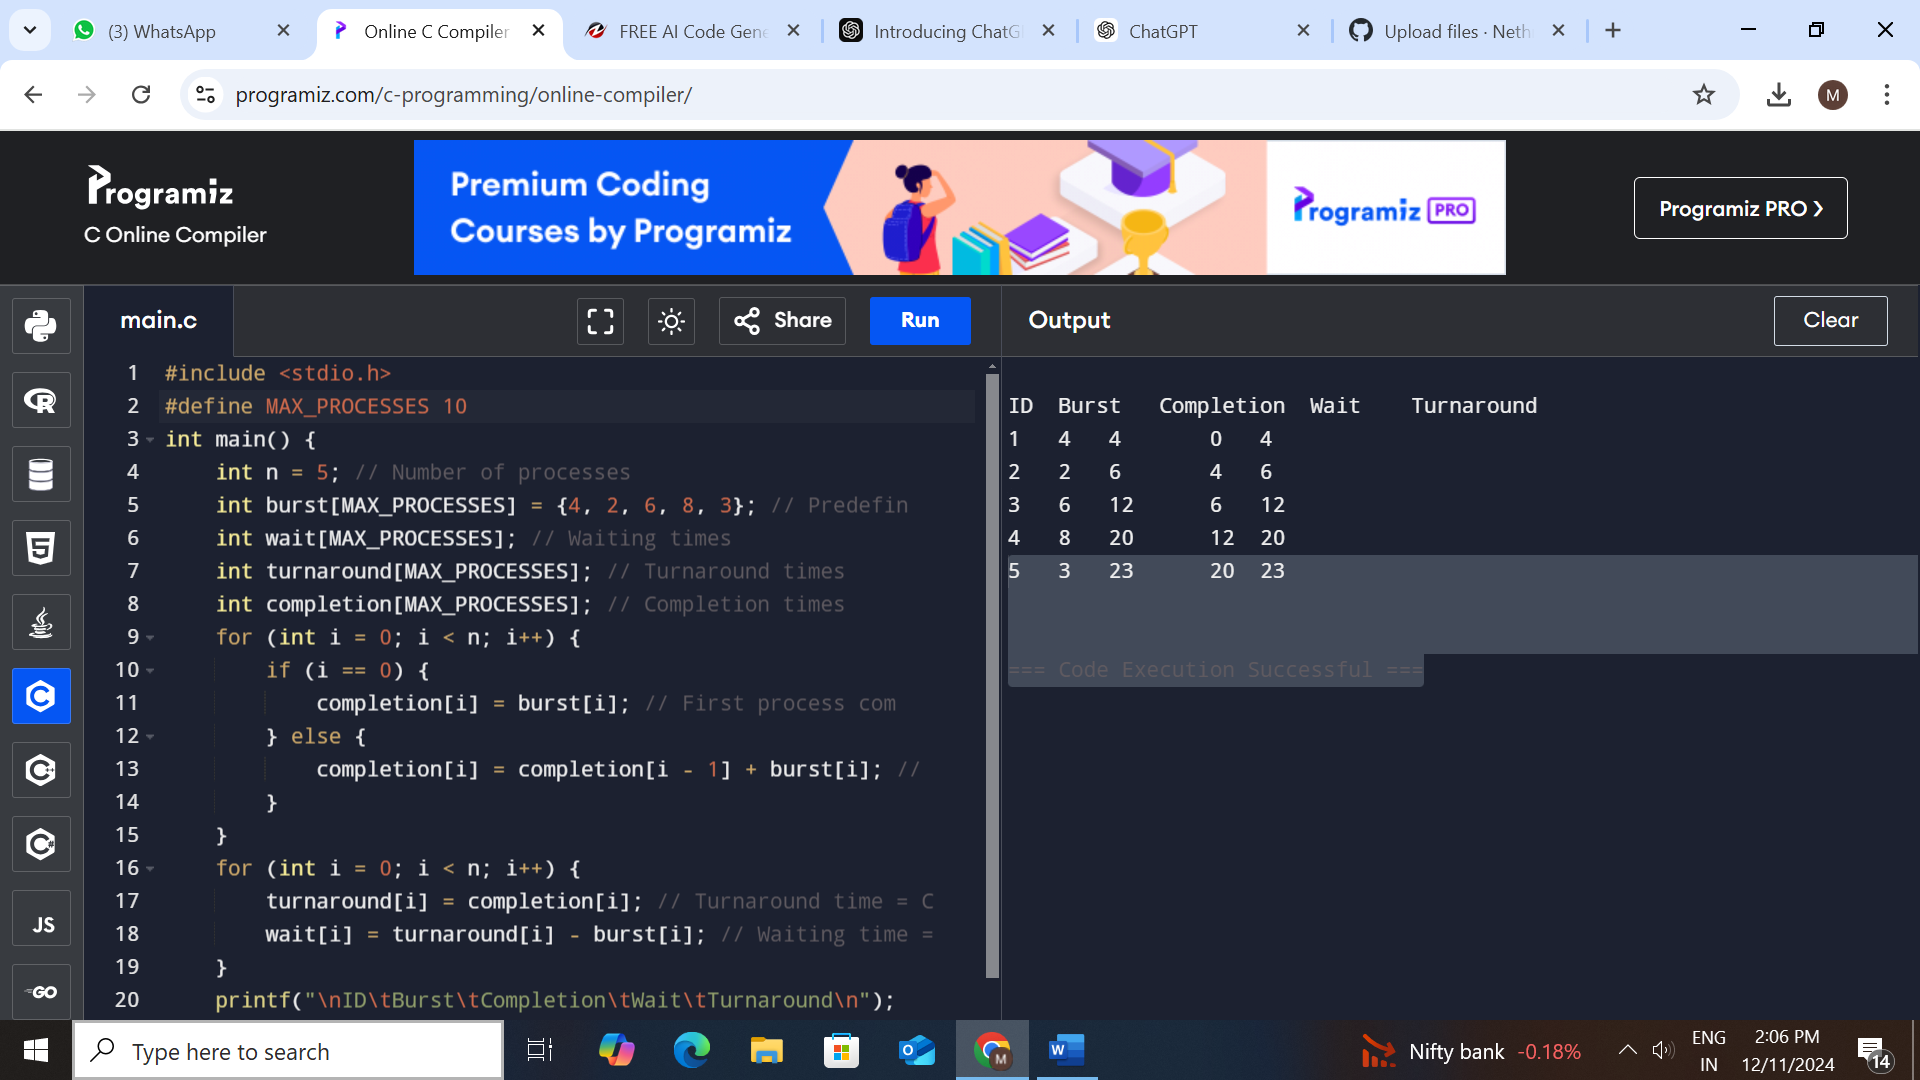 (3) WhatsApp
Online C Compiler
FREE AI Code Gene
Introducing ChatG
ChatGPT
Upload files · Neth
programiz.com/c-programming/online-compiler/
M
Programiz
C Online Compiler
Premium Coding
Courses by Programiz
Programiz PRO
Programiz PRO ❯
main.c
Share
Run
Output
Clear
1 #include <stdio.h>
2 #define MAX_PROCESSES 10
3 int main() {
4 int n = 5; // Number of processes
5 int burst[MAX_PROCESSES] = {4, 2, 6, 8, 3}; // Predefin
6 int wait[MAX_PROCESSES]; // Waiting times
7 int turnaround[MAX_PROCESSES]; // Turnaround times
8 int completion[MAX_PROCESSES]; // Completion times
9 for (int i = 0; i < n; i++) {
10 if (i == 0) {
11 completion[i] = burst[i]; // First process com
12 } else {
13 completion[i] = completion[i - 1] + burst[i]; //
14 }
15 }
16 for (int i = 0; i < n; i++) {
17 turnaround[i] = completion[i]; // Turnaround time = C
18 wait[i] = turnaround[i] - burst[i]; // Waiting time =
19 }
20 printf("\nID\tBurst\tCompletion\tWait\tTurnaround\n");
ID Burst Completion Wait Turnaround
1 4 4 0 4
2 2 6 4 6
3 6 12 6 12
4 8 20 12 20
5 3 23 20 23
=== Code Execution Successful ===
R
5
C
C++
C#
JS
GO
Type here to search
M
W
Nifty bank -0.18%
ENG
IN
2:06 PM
12/11/2024
14